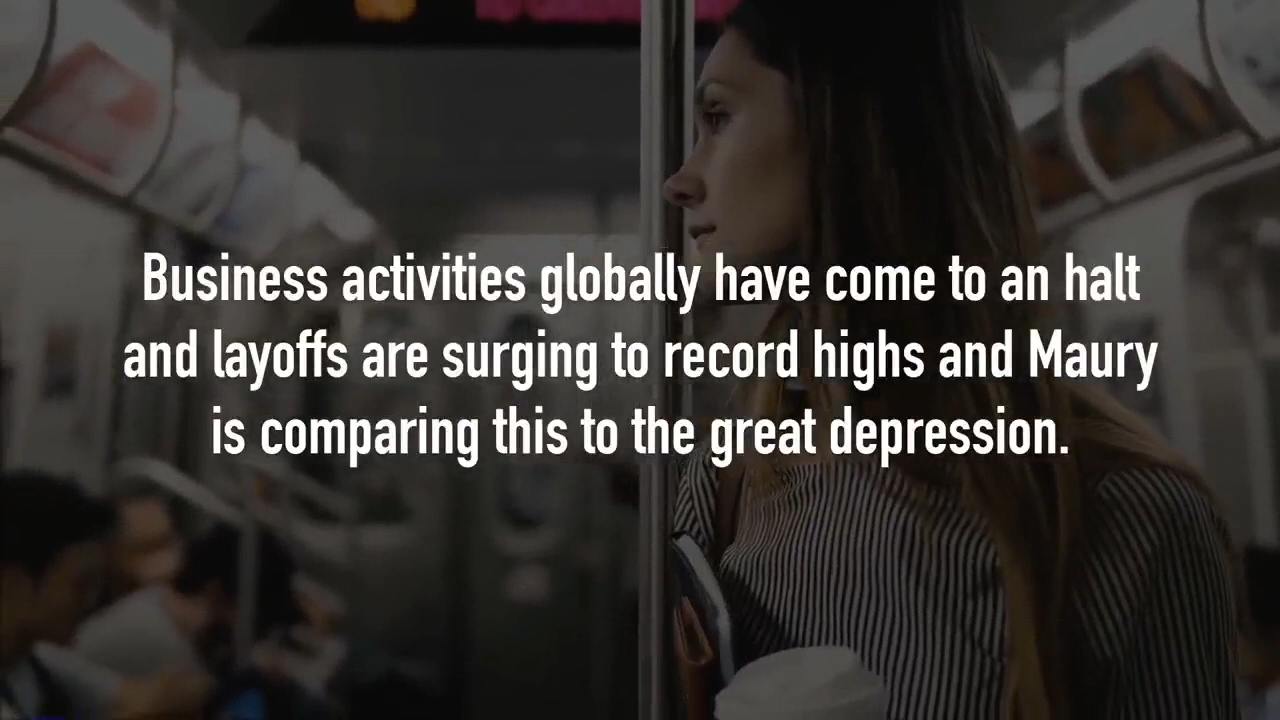 Business activities globally have come to an halt
and layoffs are surging to record highs and Maury
is comparing this to the great depression.